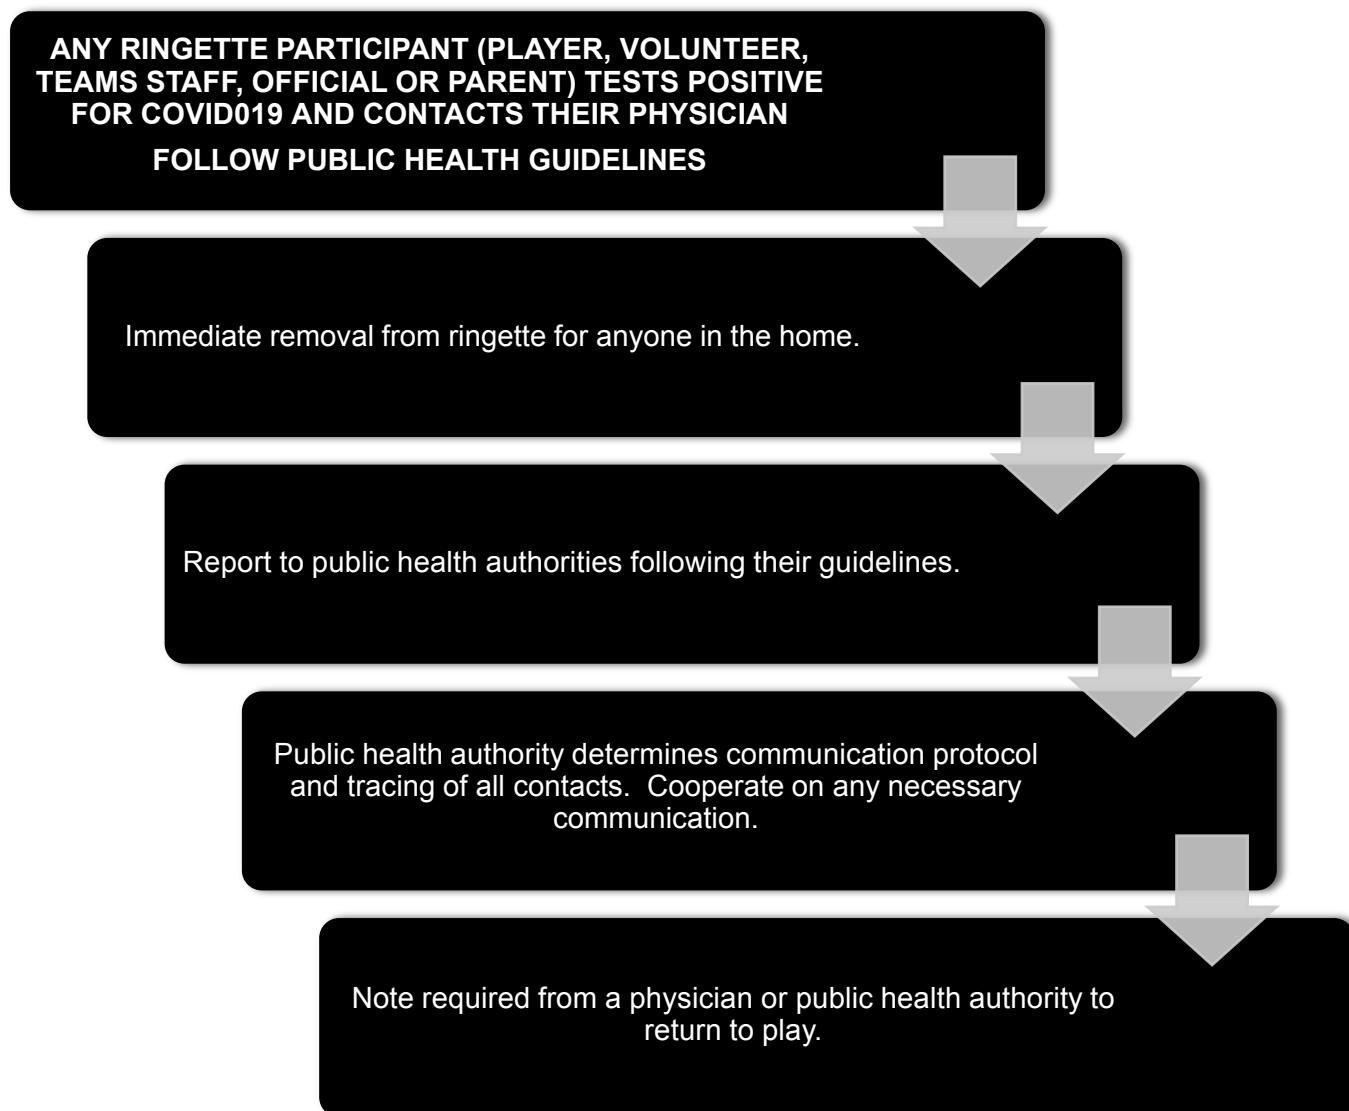 ANY RINGETTE PARTICIPANT (PLAYER, VOLUNTEER,
TEAMS STAFF, OFFICIAL OR PARENT) TESTS POSITIVE
FOR COVID019 AND CONTACTS THEIR PHYSICIAN
FOLLOW PUBLIC HEALTH GUIDELINES
Immediate removal from ringette for anyone in the home.
Report to public health authorities following their guidelines.
Public health authority determines communication protocol
and tracing of all contacts.  Cooperate on any necessary
communication.
Note required from a physician or public health authority to
return to play.